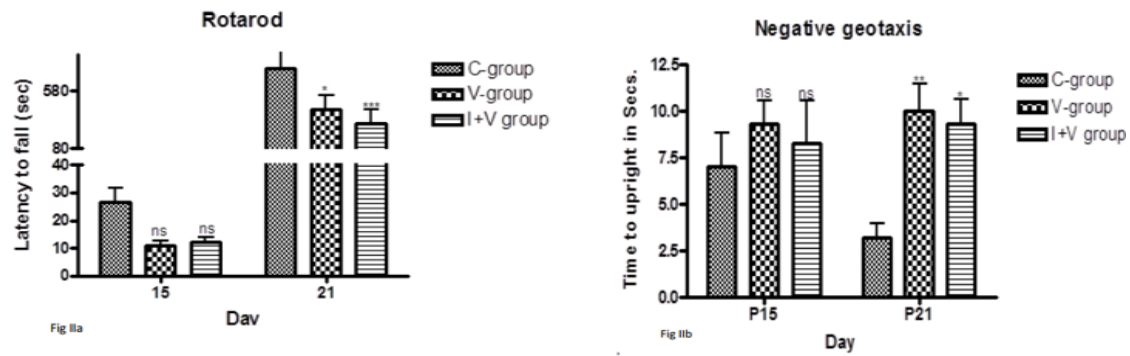 Rotarod
Latency to fall (sec)
580
80
40
30
20
10
0
ns
ns
*
***
15
21
Dav
C-group
V-group
I+V group
Fig IIa
Negative geotaxis
Time to upright in Secs.
12.5
10.0
7.5
5.0
2.5
0.0
ns
ns
**
*
P15
P21
Day
C-group
V-group
I+V group
Fig IIb